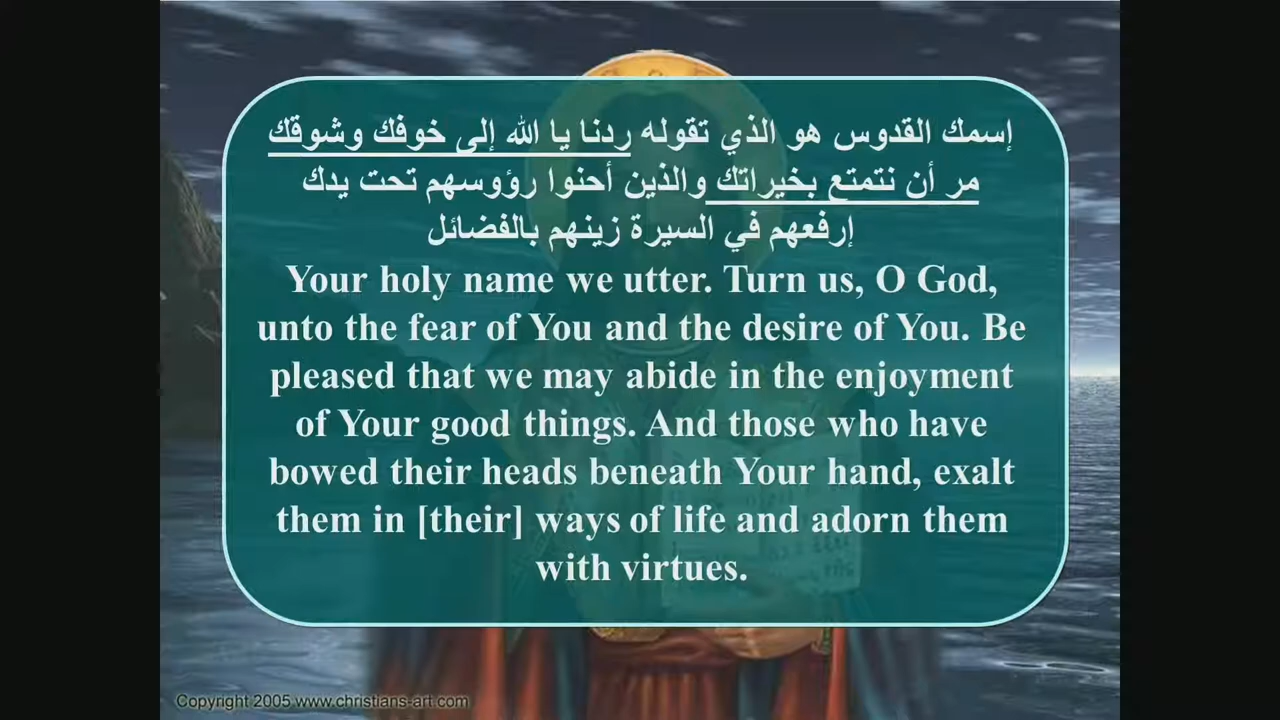 إسمك القدوس هو الذي تقوله ردنا يا الله إلى خوفك وشوقك
مر أن نتمتع بخيراتك والذين أحنوا رؤوسهم تحت يدك
إرفعهم في السيرة زينهم بالفضائل
Your holy name we utter. Turn us, O God,
unto the fear of You and the desire of You. Be
pleased that we may abide in the enjoyment
of Your good things. And those who have
bowed their heads beneath Your hand, exalt
them in [their] ways of life and adorn them
with virtues.
Copyright 2005 www.christians-art.com